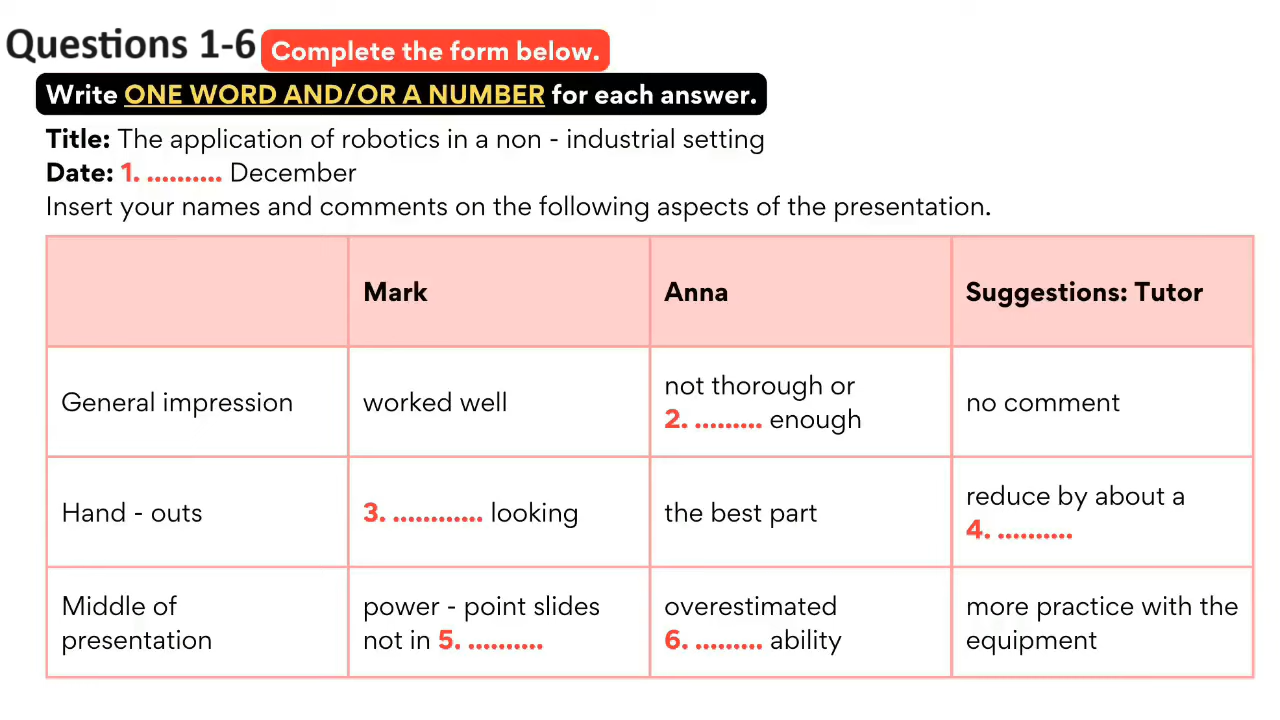 Questions 1-6 Complete the form below.
Write ONE WORD AND/OR A NUMBER for each answer.
Title: The application of robotics in a non - industrial setting
Date: 1. .......... December
Insert your names and comments on the following aspects of the presentation.
Mark Anna Suggestions: Tutor
General impression worked well not thorough or
2. ......... enough no comment
Hand - outs 3. ............ looking the best part reduce by about a
4. ..........
Middle of
presentation power - point slides
not in 5. .......... overestimated
6. ......... ability more practice with the
equipment